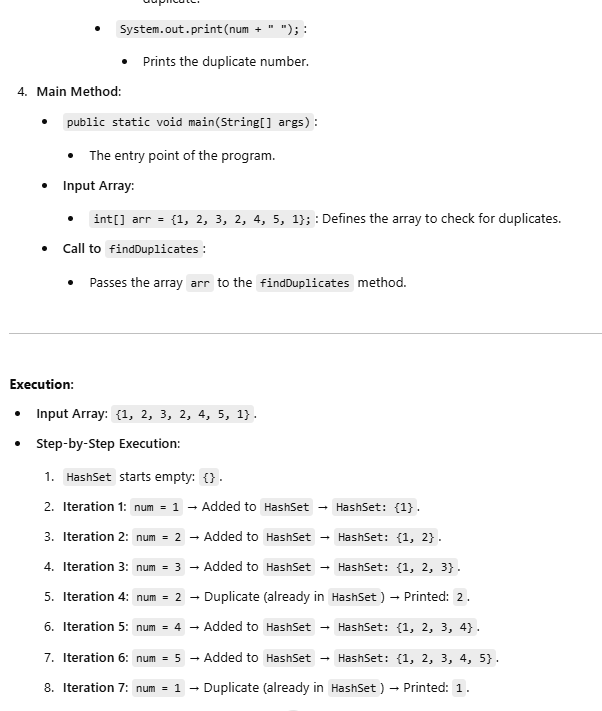 duplicate.
System.out.print(num + " "); :
Prints the duplicate number.
4. Main Method:
public static void main(String[] args) :
The entry point of the program.
Input Array:
int[] arr = {1, 2, 3, 2, 4, 5, 1}; : Defines the array to check for duplicates.
Call to findDuplicates :
Passes the array arr to the findDuplicates method.
Execution:
Input Array: {1, 2, 3, 2, 4, 5, 1} .
Step-by-Step Execution:
1. HashSet starts empty: {} .
2. Iteration 1: num = 1 → Added to HashSet → HashSet: {1} .
3. Iteration 2: num = 2 → Added to HashSet → HashSet: {1, 2} .
4. Iteration 3: num = 3 → Added to HashSet → HashSet: {1, 2, 3} .
5. Iteration 4: num = 2 → Duplicate (already in HashSet ) → Printed: 2 .
6. Iteration 5: num = 4 → Added to HashSet → HashSet: {1, 2, 3, 4} .
7. Iteration 6: num = 5 → Added to HashSet → HashSet: {1, 2, 3, 4, 5} .
8. Iteration 7: num = 1 → Duplicate (already in HashSet ) → Printed: 1 .